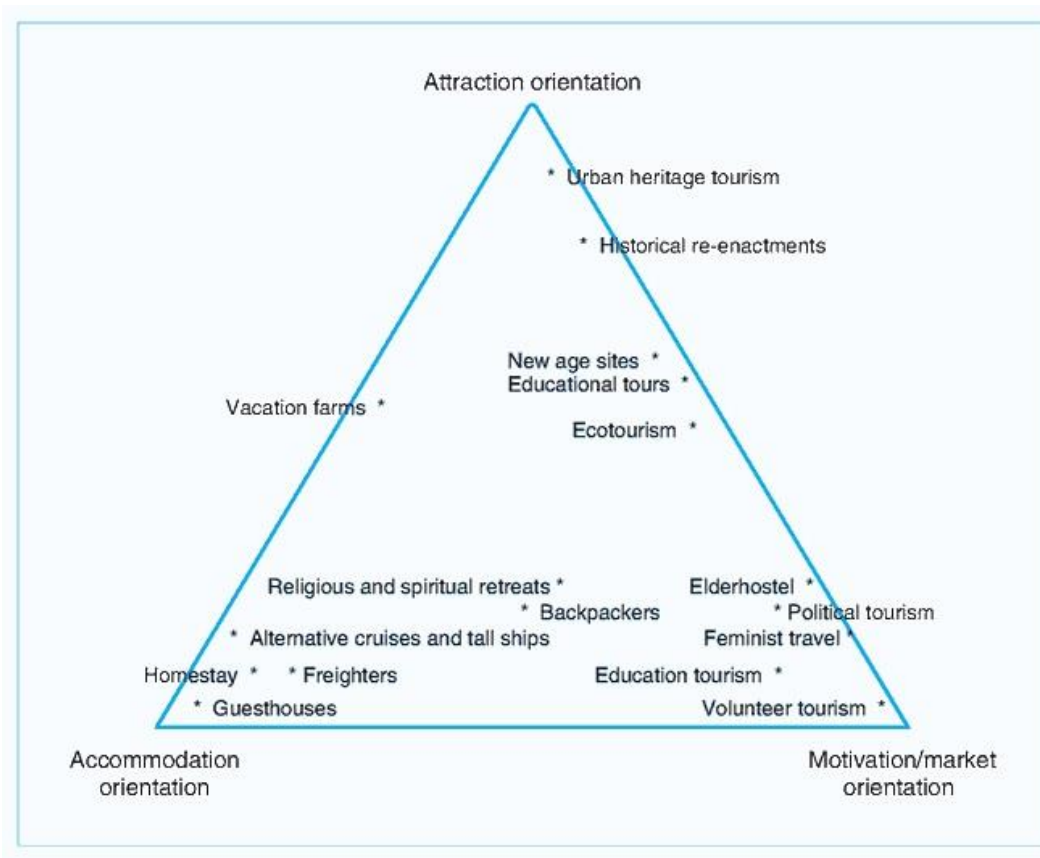 Attraction orientation
* Urban heritage tourism
* Historical re-enactments
New age sites *
Educational tours *
Vacation farms *
Ecotourism *
Religious and spiritual retreats *
Elderhostel *
* Backpackers
* Political tourism
* Alternative cruises and tall ships
Feminist travel *
Homestay *
* Freighters
Education tourism *
* Guesthouses
Volunteer tourism *
Accommodation
orientation
Motivation/market
orientation